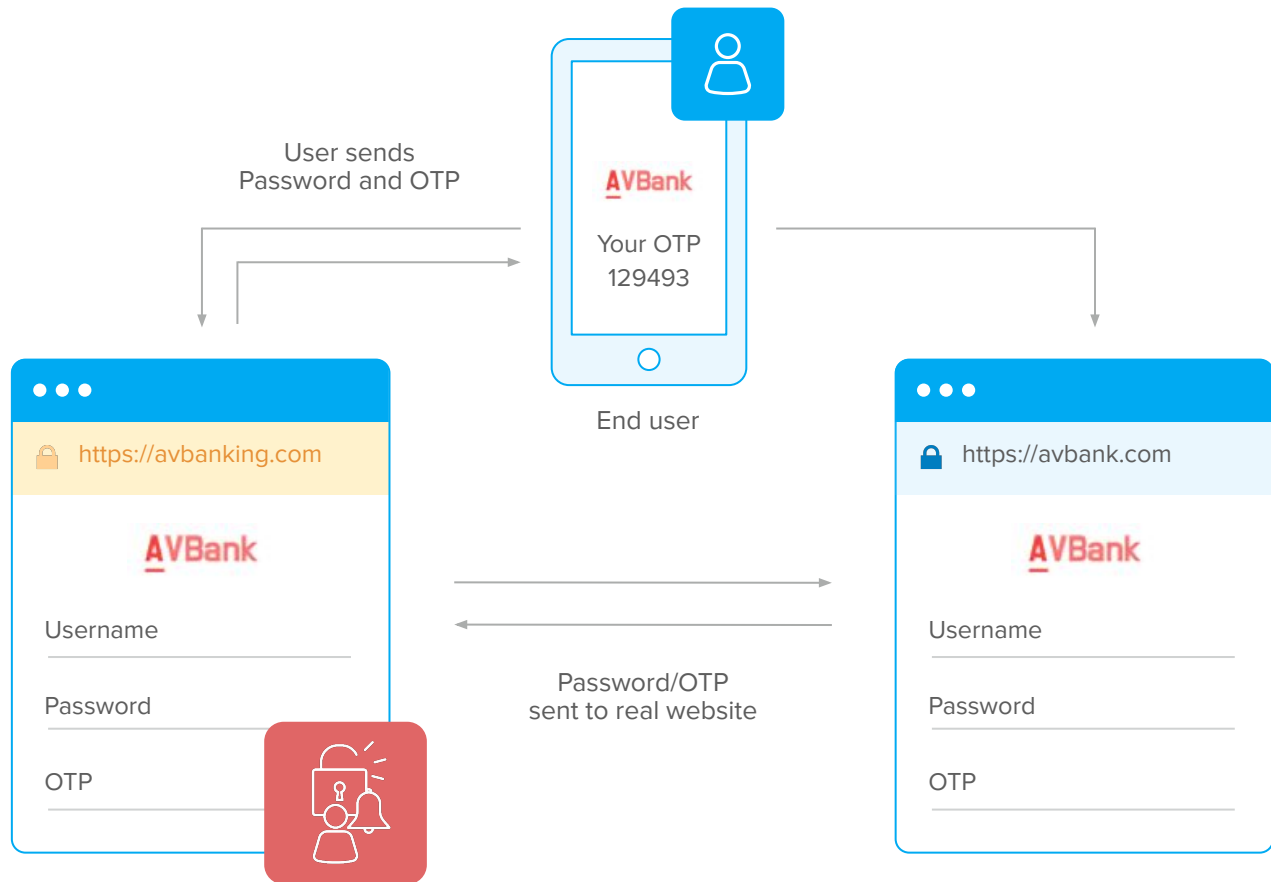 User sends
Password and OTP
AVBank
Your OTP
129493
End user
https://avbanking.com
AVBank
Username
Password
OTP
Password/OTP
sent to real website
https://avbank.com
AVBank
Username
Password
OTP